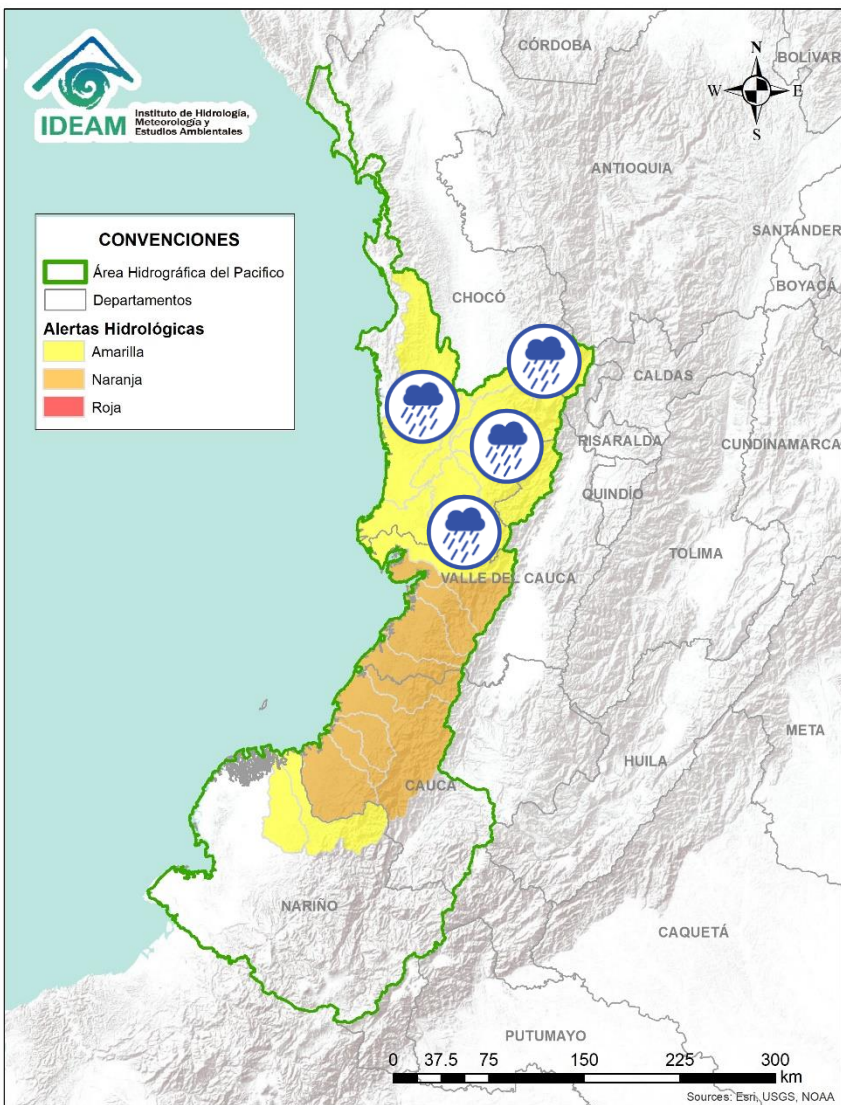 IDEAM
Instituto de Hidrología,
Meteorología y
Estudios Ambientales
CÓRDOBA
BOLÍVAR
N
W
E
S
ANTIOQUIA
SANTÁNDER
BOYACÁ
CONVENCIONES
Área Hidrográfica del Pacifico
Departamentos
Alertas Hidrológicas
Amarilla
Naranja
Roja
CHOCÓ
CALDAS
RISARALDA
CUNDINAMARCA
QUINDÍO
TOLIMA
VALLE DEL CAUCA
META
HUILA
CAUCA
NARIÑO
CAQUETÁ
PUTUMAYO
0 37.5 75 150 225 300
km
Sources: Esri, USGS, NOAA